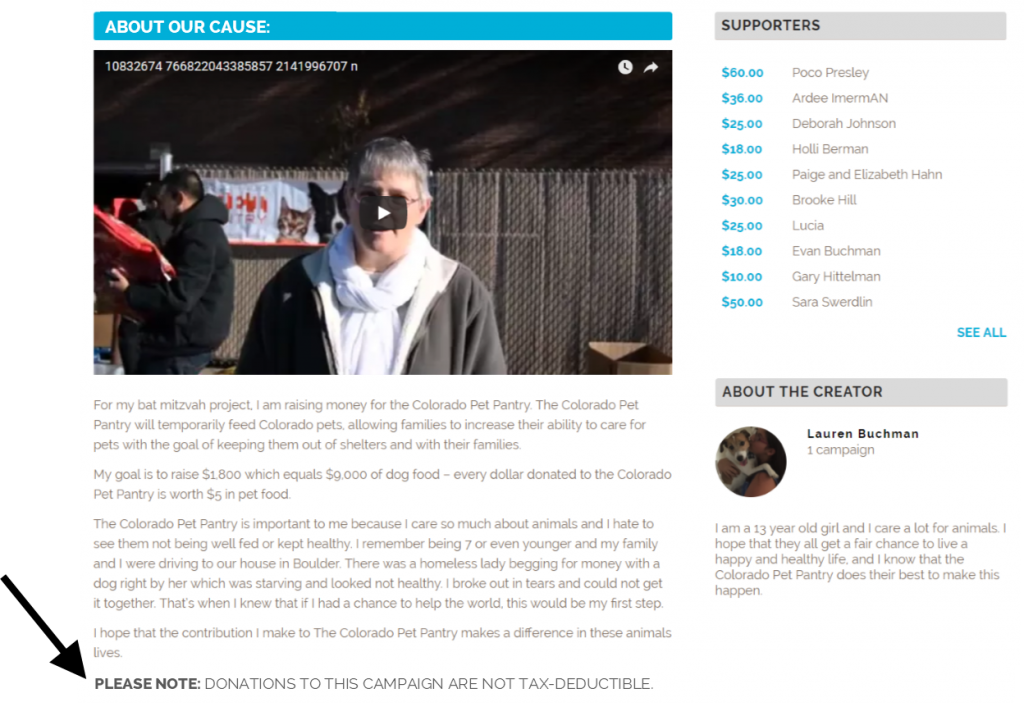 ABOUT OUR CAUSE:
10832674 766822043385857 2141996707 n
For my bat mitzvah project, I am raising money for the Colorado Pet Pantry. The Colorado Pet
Pantry will temporarily feed Colorado pets, allowing families to increase their ability to care for
pets with the goal of keeping them out of shelters and with their families.
My goal is to raise $1,800 which equals $9,000 of dog food – every dollar donated to the Colorado
Pet Pantry is worth $5 in pet food.
The Colorado Pet Pantry is important to me because I care so much about animals and I hate to
see them not being well fed or kept healthy. I remember being 7 or even younger and my family
and I were driving to our house in Boulder. There was a homeless lady begging for money with a
dog right by her which was starving and looked not healthy. I broke out in tears and could not get
it together. That's when I knew that if I had a chance to help the world, this would be my first step.
I hope that the contribution I make to The Colorado Pet Pantry makes a difference in these animals
lives.
PLEASE NOTE: DONATIONS TO THIS CAMPAIGN ARE NOT TAX-DEDUCTIBLE.
SUPPORTERS
$60.00 Poco Presley
$36.00 Ardee ImermAN
$25.00 Deborah Johnson
$18.00 Holli Berman
$25.00 Paige and Elizabeth Hahn
$30.00 Brooke Hill
$25.00 Lucia
$18.00 Evan Buchman
$10.00 Gary Hittelman
$50.00 Sara Swerdlin
SEE ALL
ABOUT THE CREATOR
Lauren Buchman
1 campaign
I am a 13 year old girl and I care a lot for animals. I
hope that they all get a fair chance to live a
happy and healthy life, and I know that the
Colorado Pet Pantry does their best to make this
happen.